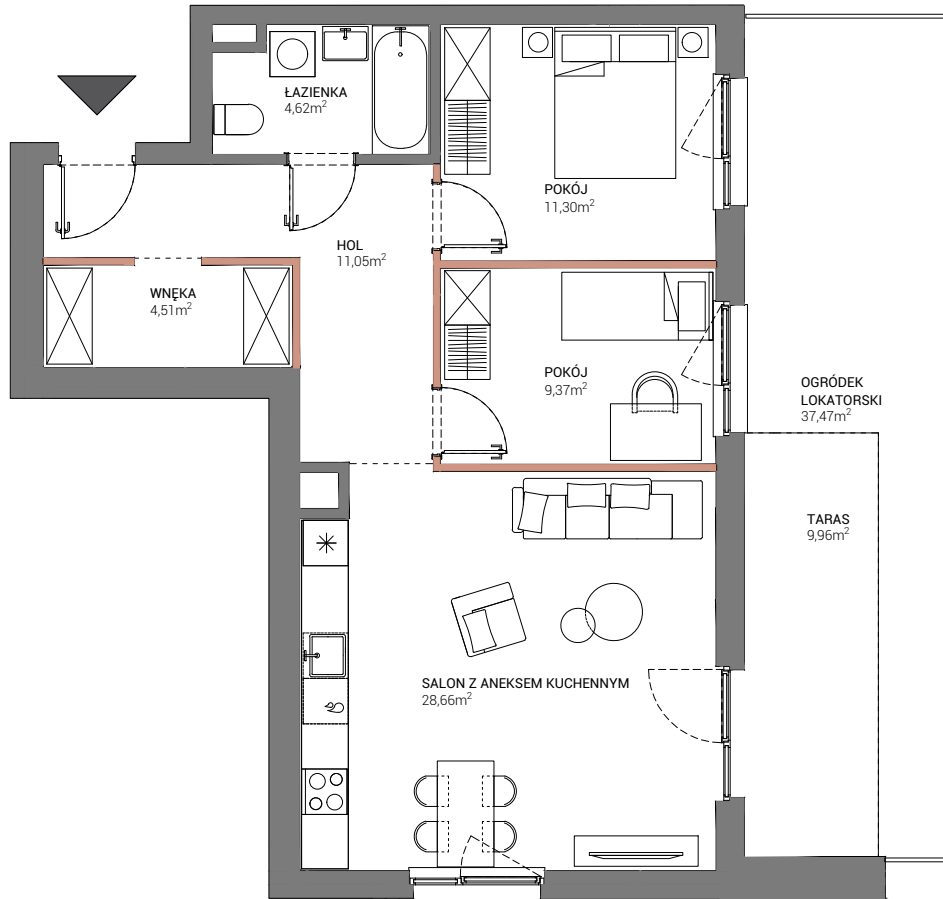 ŁAZIENKA
4,62m²
POKÓJ
11,30m²
HOL
11,05m²
WNĘKA
4,51m²
POKÓJ
9,37m²
OGRÓDEK
LOKATORSKI
37,47m²
TARAS
9,96m²
SALON Z ANEKSEM KUCHENNYM
28,66m²